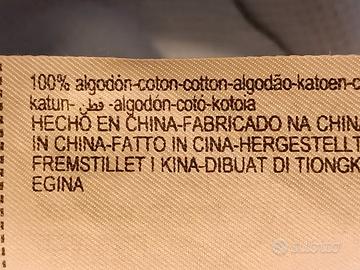 100% algodón-coton-cotton-algodão-katoen-c
katun- قطن -algodón-cotó-kotoia
HECHO EN CHINA-FABRICADO NA CHINA
IN CHINA-FATTO IN CINA-HERGESTELLT
FREMSTILLET I KINA-DIBUAT DI TIONGK
EGINA
subito